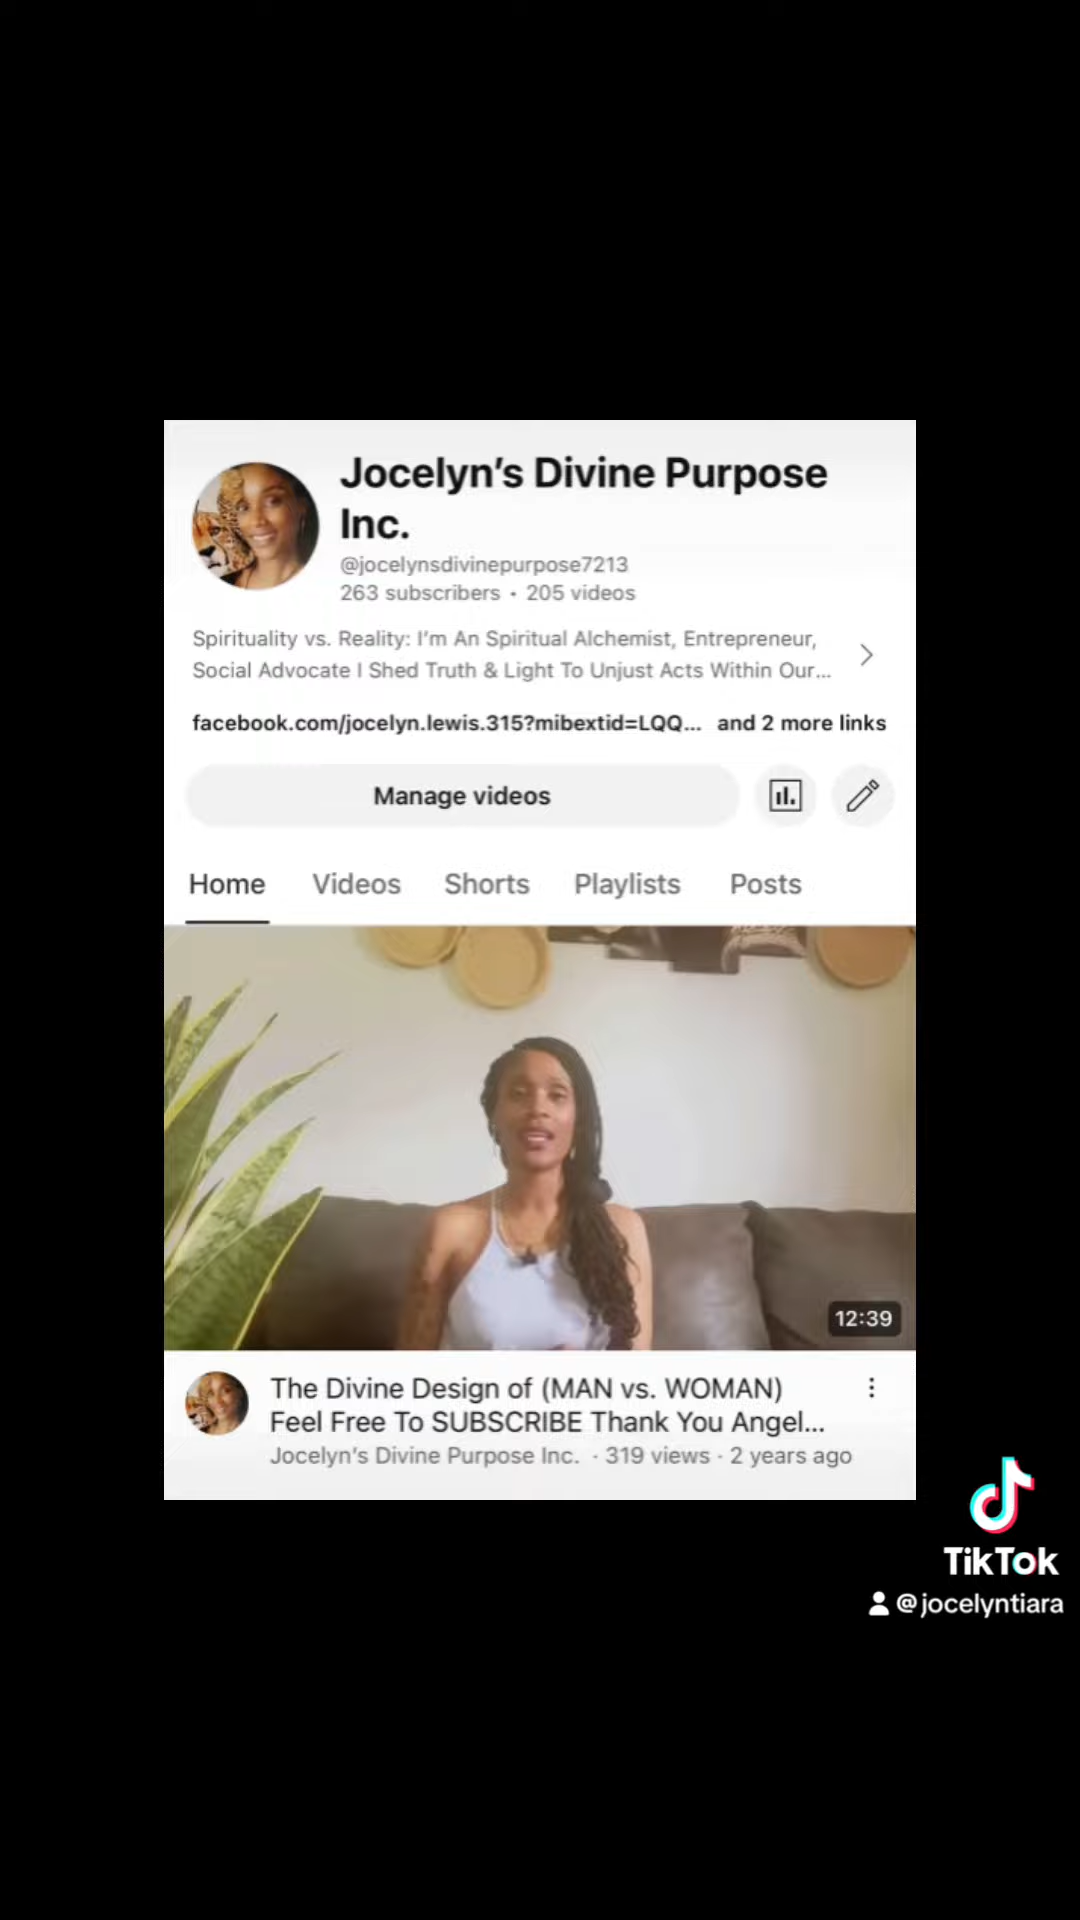 Jocelyn's Divine Purpose
Inc.
@jocelynsdivinepurpose7213
263 subscribers • 205 videos
Spirituality vs. Reality: I'm An Spiritual Alchemist, Entrepreneur,
Social Advocate I Shed Truth & Light To Unjust Acts Within Our...
facebook.com/jocelyn.lewis.315?mibextid=LQQ... and 2 more links
Manage videos
Home Videos Shorts Playlists Posts
12:39
The Divine Design of (MAN vs. WOMAN)
Feel Free To SUBSCRIBE Thank You Angel...
Jocelyn's Divine Purpose Inc. · 319 views · 2 years ago
TikTok
@jocelyntiara